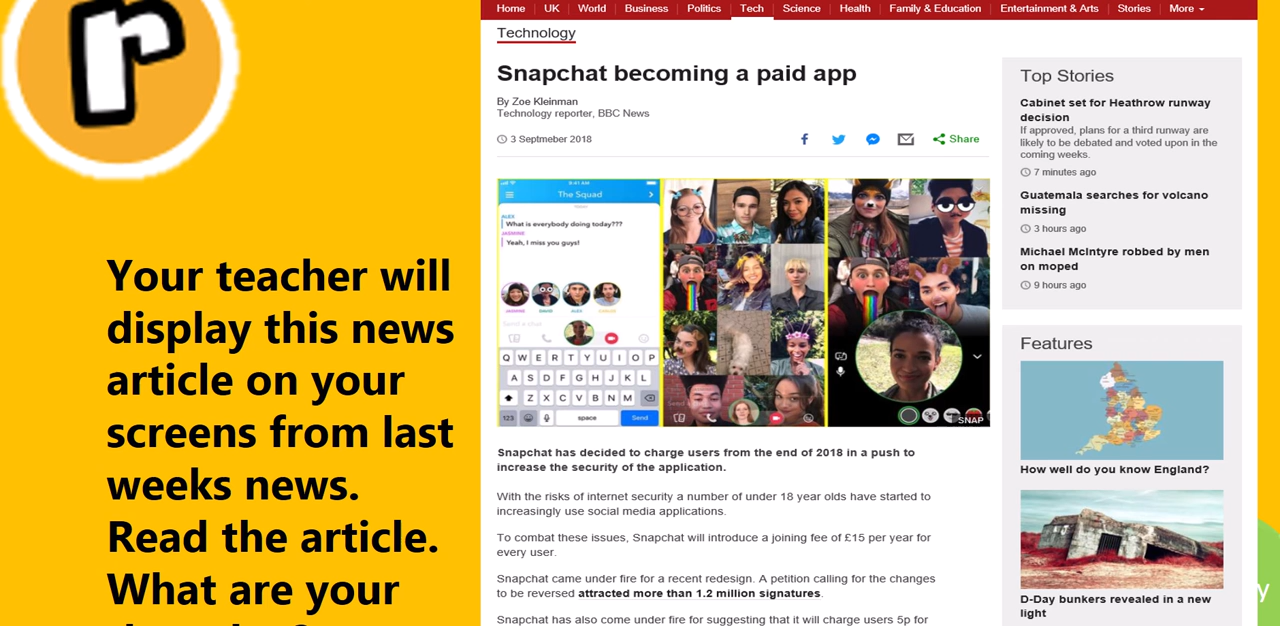 r
Your teacher will
display this news
article on your
screens from last
weeks news.
Read the article.
What are your
Home UK World Business Politics Tech Science Health Family & Education Entertainment & Arts Stories More
Technology
Snapchat becoming a paid app
By Zoe Kleinman
Technology reporter, BBC News
3 Septmeber 2018
Share
9:41 AM
The Squad
ALEX
What is everybody doing today???
JASMINE
Yeah, I miss you guys!
JASMINE DAVID ALEX CARLOS
Send a chat
Q W E R T Y U I O P
A S D F G H J K L
Z X C V B N M
123 space Send
SNAP
Snapchat has decided to charge users from the end of 2018 in a push to
increase the security of the application.
With the risks of internet security a number of under 18 year olds have started to
increasingly use social media applications.
To combat these issues, Snapchat will introduce a joining fee of £15 per year for
every user.
Snapchat came under fire for a recent redesign. A petition calling for the changes
to be reversed attracted more than 1.2 million signatures.
Snapchat has also come under fire for suggesting that it will charge users 5p for
Top Stories
Cabinet set for Heathrow runway
decision
If approved, plans for a third runway are
likely to be debated and voted upon in the
coming weeks.
7 minutes ago
Guatemala searches for volcano
missing
3 hours ago
Michael McIntyre robbed by men
on moped
9 hours ago
Features
How well do you know England?
D-Day bunkers revealed in a new
light
y